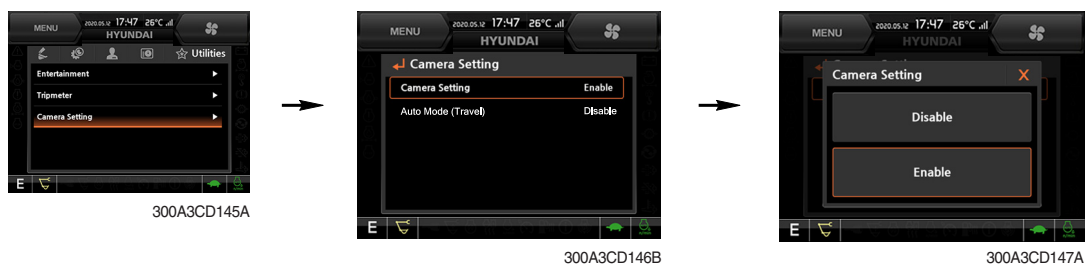 MENU
2020.05.12 17:47 26°C
HYUNDAI
Utilities
Entertainment
Tripmeter
Camera Setting
E
300A3CD145A
MENU
2020.05.12 17:47 26°C
HYUNDAI
Camera Setting
Camera Setting Enable
Auto Mode (Travel) Disable
E
300A3CD146B
MENU
2020.05.12 17:47 26°C
HYUNDAI
Camera Setting X
Disable
Enable
E
300A3CD147A